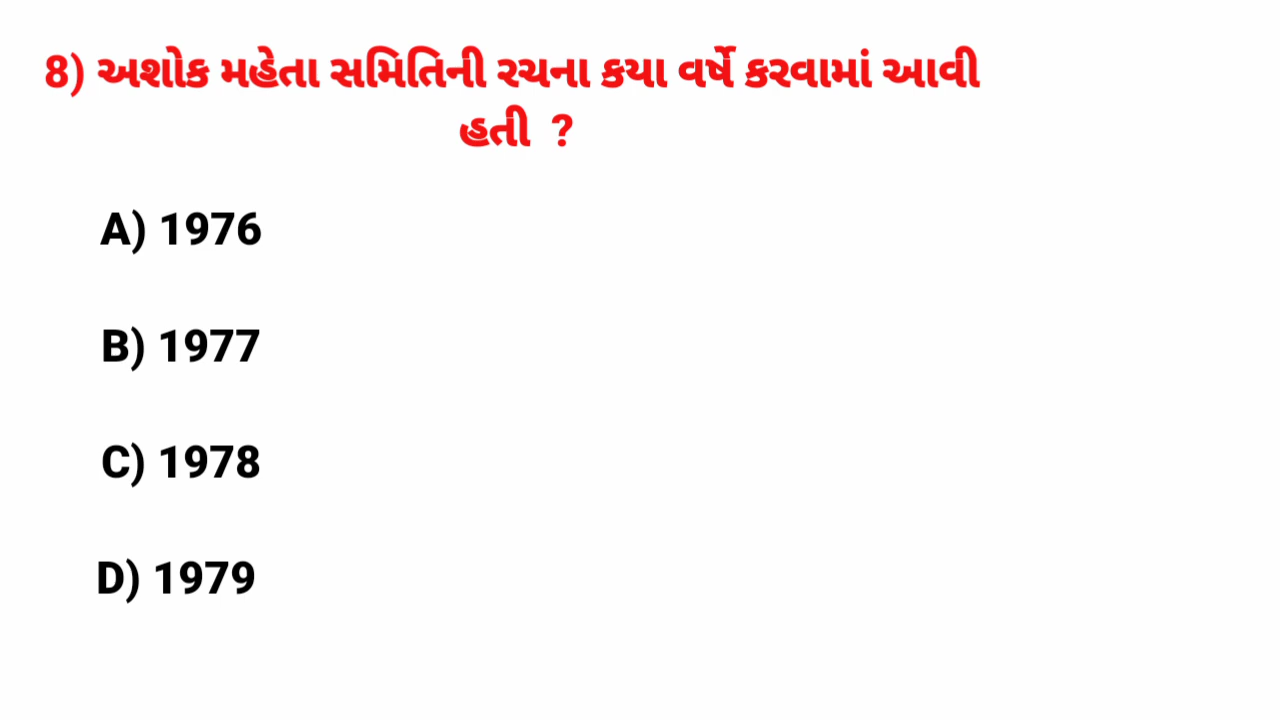 8) અશોક મહેતા સમિતિની રચના કયા વર્ષે કરવામાં આવી
હતી ?
A) 1976
B) 1977
C) 1978
D) 1979